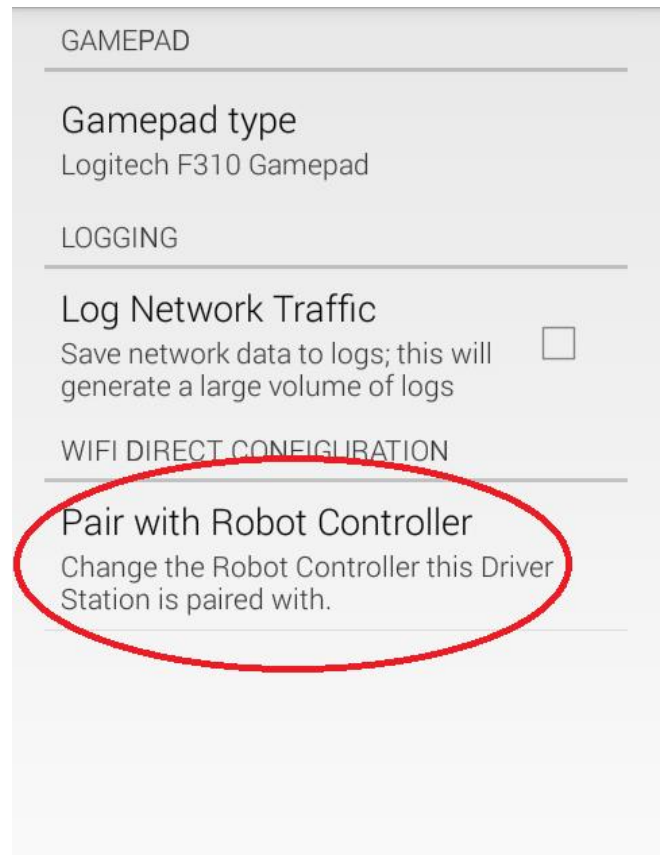 GAMEPAD
Gamepad type
Logitech F310 Gamepad
LOGGING
Log Network Traffic
Save network data to logs; this will
generate a large volume of logs
WIFI DIRECT CONFIGURATION
Pair with Robot Controller
Change the Robot Controller this Driver
Station is paired with.